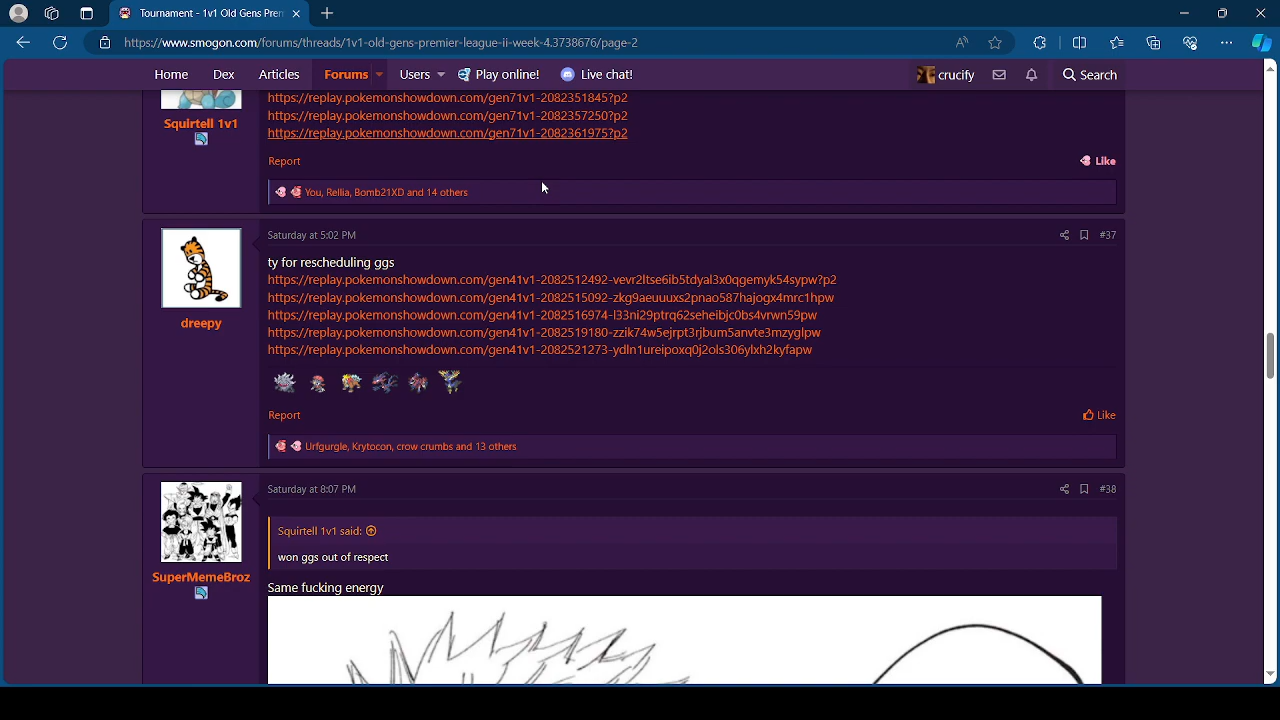 Tournament - 1v1 Old Gens Prem
https://www.smogon.com/forums/threads/1v1-old-gens-premier-league-ii-week-4.3738676/page-2
Home Dex Articles Forums Users Play online! Live chat! crucify Search
https://replay.pokemonshowdown.com/gen71v1-2082351845?p2
https://replay.pokemonshowdown.com/gen71v1-2082357250?p2
https://replay.pokemonshowdown.com/gen71v1-2082361975?p2
Squirtell 1v1
Report Like
You, Rellia, Bomb21XD and 14 others
Saturday at 5:02 PM #37
ty for rescheduling ggs
https://replay.pokemonshowdown.com/gen41v1-2082512492-vevr2ltse6ib5tdyal3x0qgemyk54sypw?p2
https://replay.pokemonshowdown.com/gen41v1-2082515092-zkg9aeuuuxs2pnao587hajogx4mrc1hpw
https://replay.pokemonshowdown.com/gen41v1-2082516974-l33ni29ptrq62seheibjc0bs4vrwn59pw
https://replay.pokemonshowdown.com/gen41v1-2082519180-zzik74w5ejrpt3rjbum5anvte3mzyglpw
https://replay.pokemonshowdown.com/gen41v1-2082521273-ydln1ureipoxq0j2ols306ylxh2kyfapw
dreepy
Report Like
Urfgurgle, Krytocon, crow crumbs and 13 others
Saturday at 8:07 PM #38
Squirtell 1v1 said:
won ggs out of respect
SuperMemeBroz
Same fucking energy